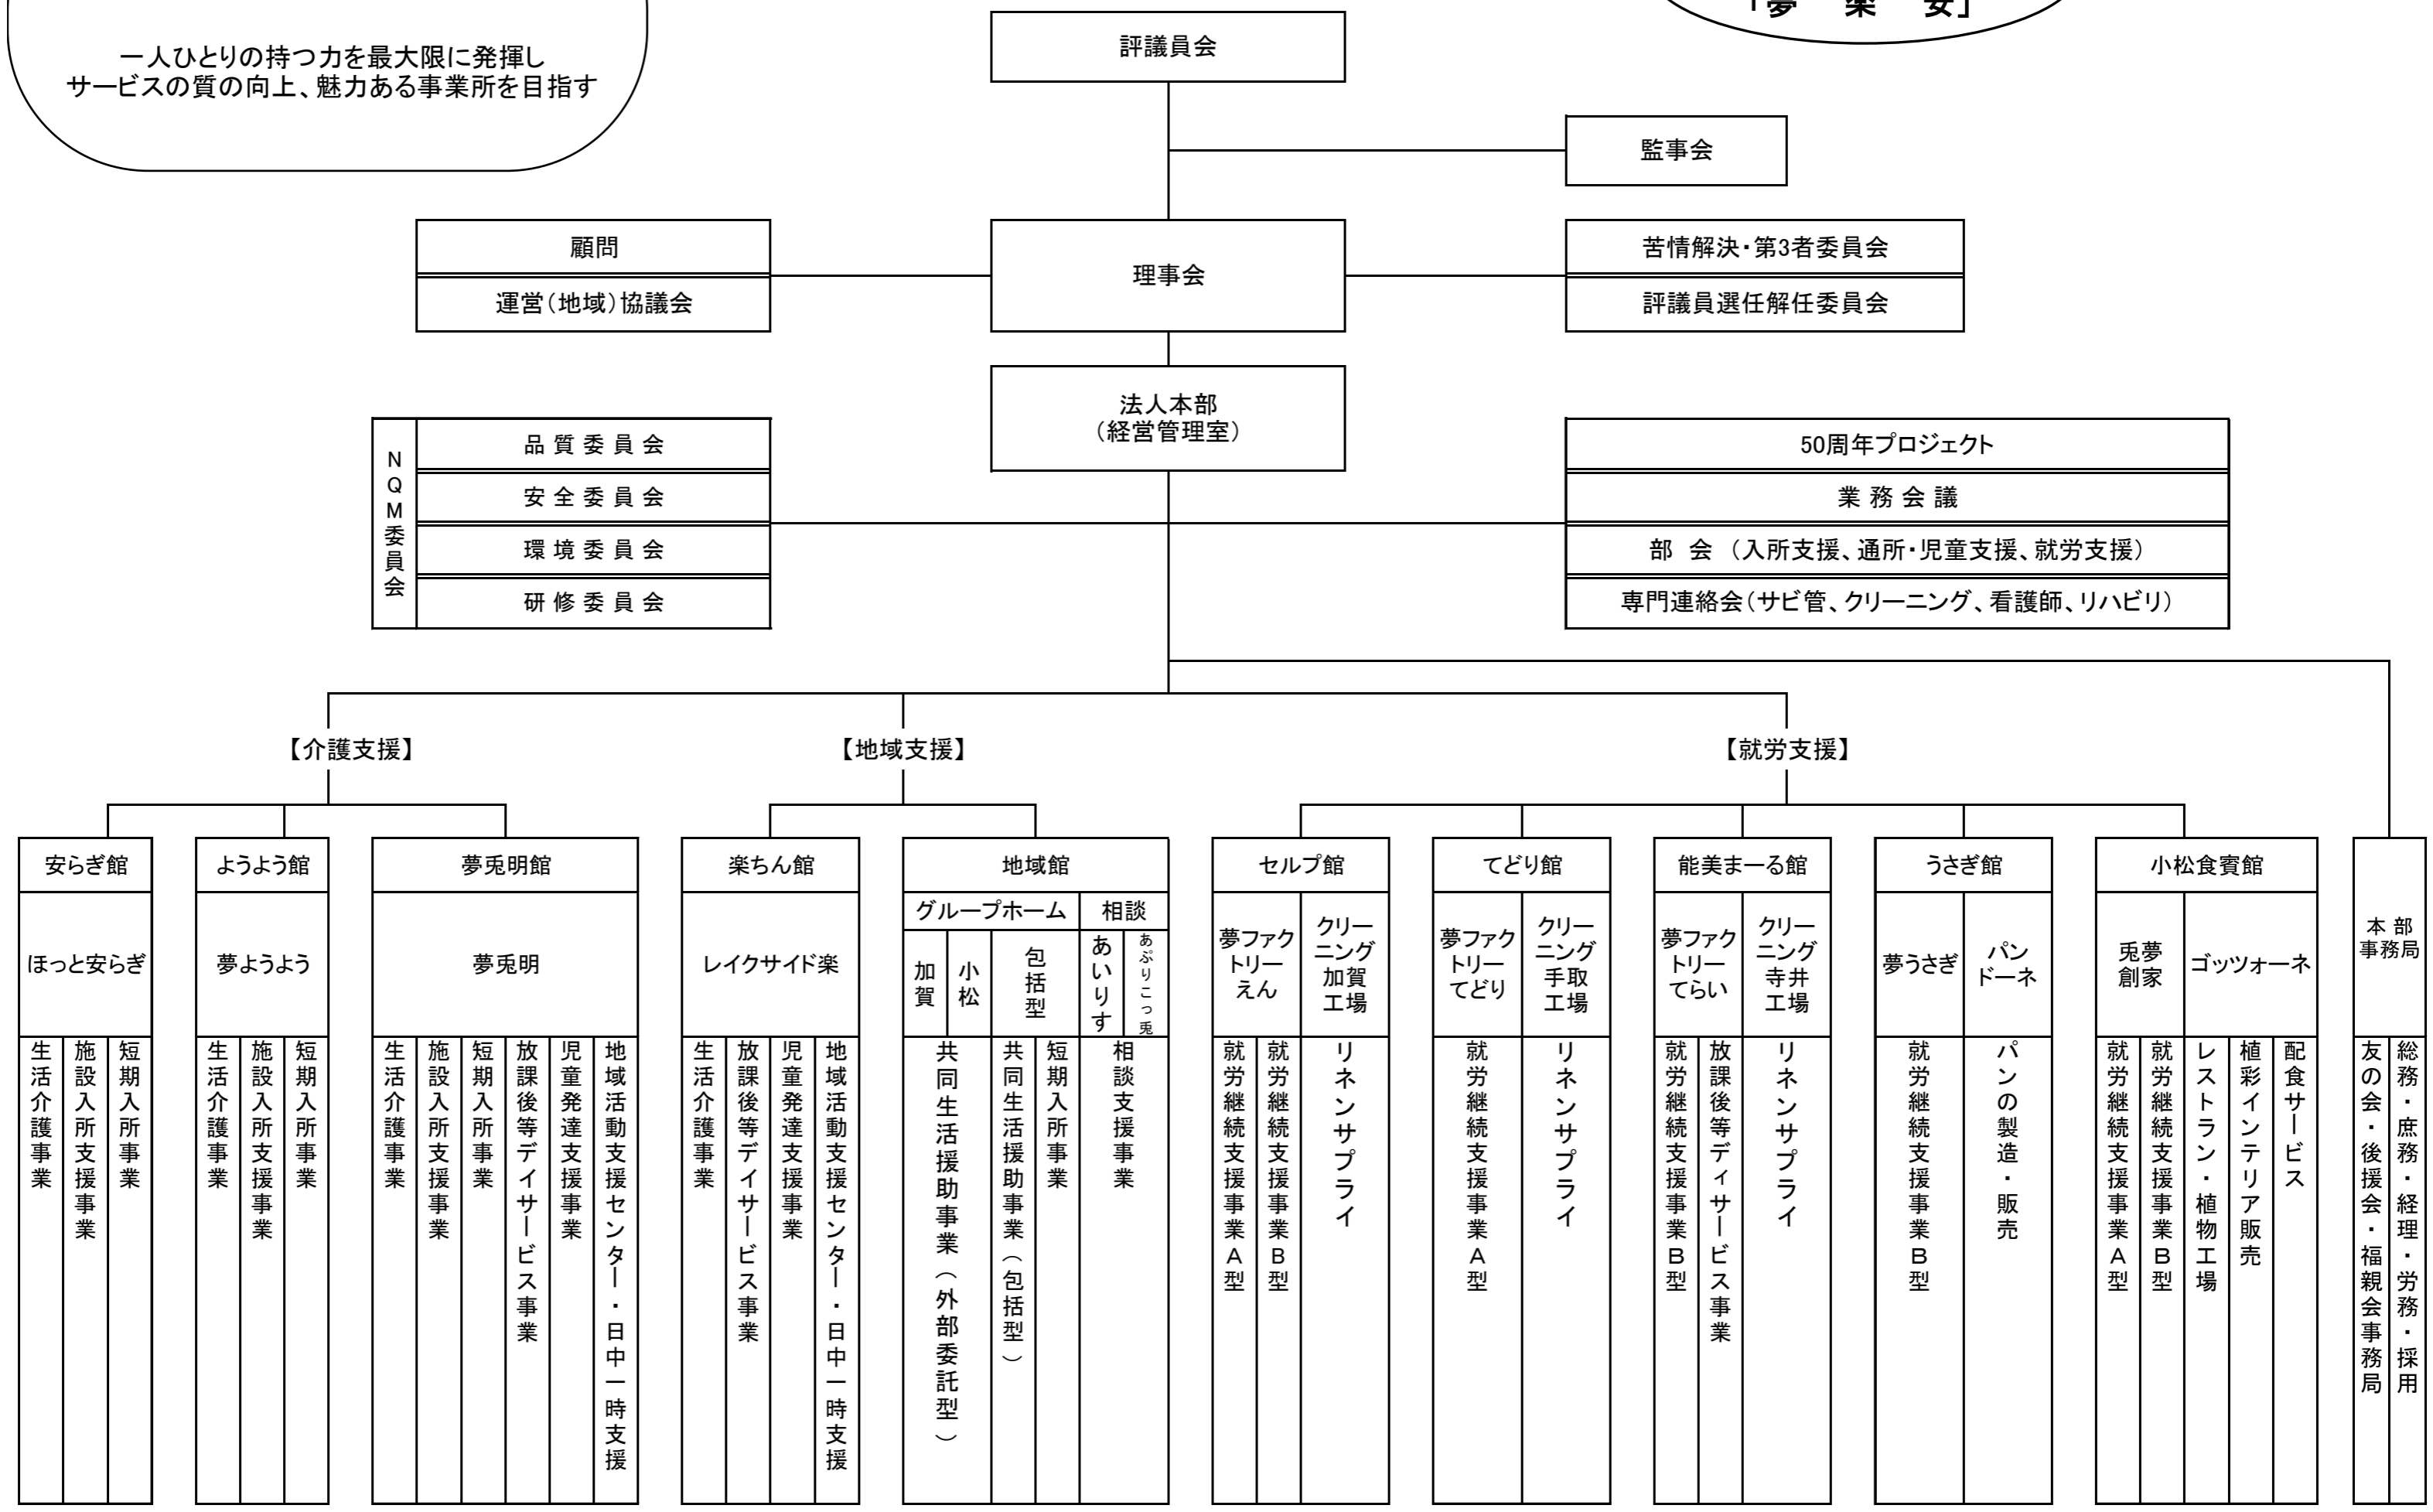 「夢　楽　安」
一人ひとりの持つ力を最大限に発揮し
サービスの質の向上、魅力ある事業所を目指す
評議員会
監事会
顧問
運営(地域)協議会
理事会
苦情解決・第3者委員会
評議員選任解任委員会
法人本部
(経営管理室)
NQM委員会
品質委員会
安全委員会
環境委員会
研修委員会
50周年プロジェクト
業務会議
部 会 (入所支援、通所・児童支援、就労支援)
専門連絡会(サビ管、クリーニング、看護師、リハビリ)
【介護支援】
【地域支援】
【就労支援】
安らぎ館
ほっと安らぎ
生活介護事業
施設入所支援事業
短期入所事業
ようよう館
夢ようよう
生活介護事業
施設入所支援事業
短期入所事業
夢兎明館
夢兎明
生活介護事業
施設入所支援事業
短期入所事業
放課後等デイサービス事業
児童発達支援事業
地域活動支援センター・日中一時支援
楽ちん館
レイクサイド楽
生活介護事業
放課後等デイサービス事業
児童発達支援事業
地域活動支援センター・日中一時支援
地域館
グループホーム
相談
加賀
小松
包括型
あいりす
あぷりこっ兎
共同生活援助事業(外部委託型)
共同生活援助事業(包括型)
短期入所事業
相談支援事業
セルプ館
夢ファク
トリー
えん
クリー
ニング
加賀
工場
就労継続支援事業A型
就労継続支援事業B型
リネンサプライ
てどり館
夢ファク
トリー
てどり
クリー
ニング
手取
工場
就労継続支援事業A型
リネンサプライ
能美まーる館
夢ファク
トリー
てらい
クリー
ニング
寺井
工場
就労継続支援事業B型
放課後等ディサービス事業
リネンサプライ
うさぎ館
夢うさぎ
パン
ドーネ
就労継続支援事業B型
パンの製造・販売
小松食賓館
兎夢
創家
ゴッツォーネ
就労継続支援事業A型
就労継続支援事業B型
レストラン・植物工場
植彩インテリア販売
配食サービス
本 部
事務局
友の会・後援会・福親会事務局
総務・庶務・経理・労務・採用